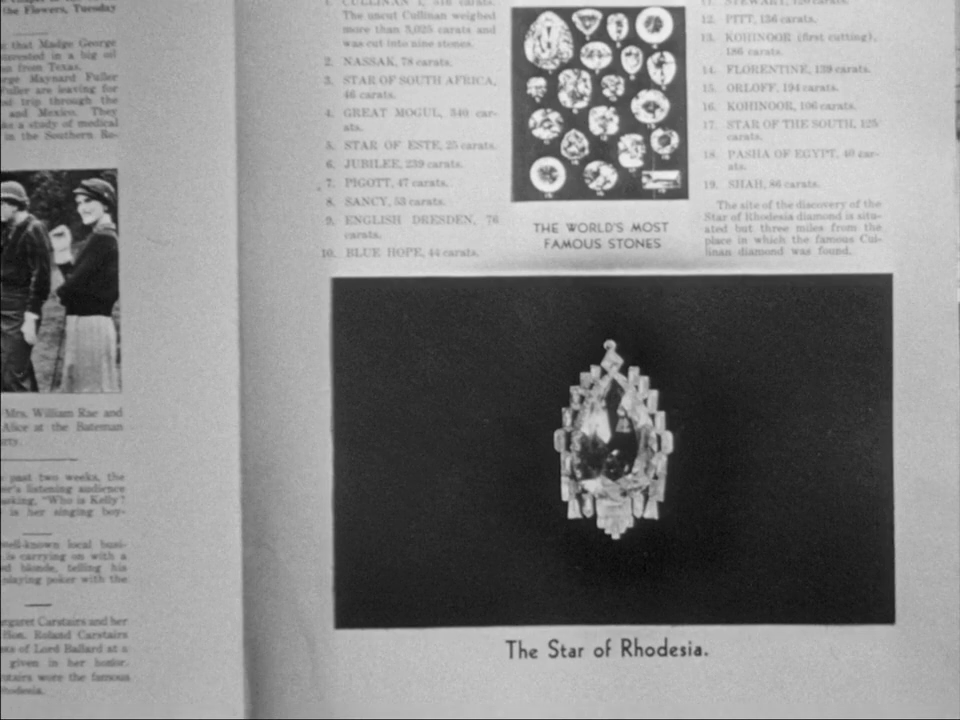 the Flowers, Tuesday
that Madge George
interested in a big oil
from Texas.
Maynard Fuller
Fuller are leaving for
trip through the
and Mexico. They
a study of medical
in the Southern Re-
Mrs. William Rae and
Alice at the Bateman
past two weeks, the
listening audience
asking, "Who is Kelly?
is her singing boy-
well-known local busi-
is carrying on with a
blonde, telling his
playing poker with the
Margaret Carstairs and her
Hon. Roland Carstairs
of Lord Ballard at a
given in her honor.
Carstairs wore the famous
Rhodesia.
1. CULLINAN I, 516 carats.
The uncut Cullinan weighed
more than 3,025 carats and
was cut into nine stones.
2. NASSAK, 78 carats.
3. STAR OF SOUTH AFRICA,
46 carats.
4. GREAT MOGUL, 340 car-
ats.
5. STAR OF ESTE, 25 carats.
6. JUBILEE, 239 carats.
7. PIGOTT, 47 carats.
8. SANCY, 53 carats.
9. ENGLISH DRESDEN, 76
carats.
10. BLUE HOPE, 44 carats.
THE WORLD'S MOST
FAMOUS STONES
11. STEWART, 120 carats.
12. PITT, 136 carats.
13. KOHINOOR (first cutting),
186 carats.
14. FLORENTINE, 139 carats.
15. ORLOFF, 194 carats.
16. KOHINOOR, 106 carats.
17. STAR OF THE SOUTH, 125
carats.
18. PASHA OF EGYPT, 40 car-
ats.
19. SHAH, 86 carats.
The site of the discovery of the
Star of Rhodesia diamond is situ-
ated but three miles from the
place in which the famous Cul-
linan diamond was found.
The Star of Rhodesia.